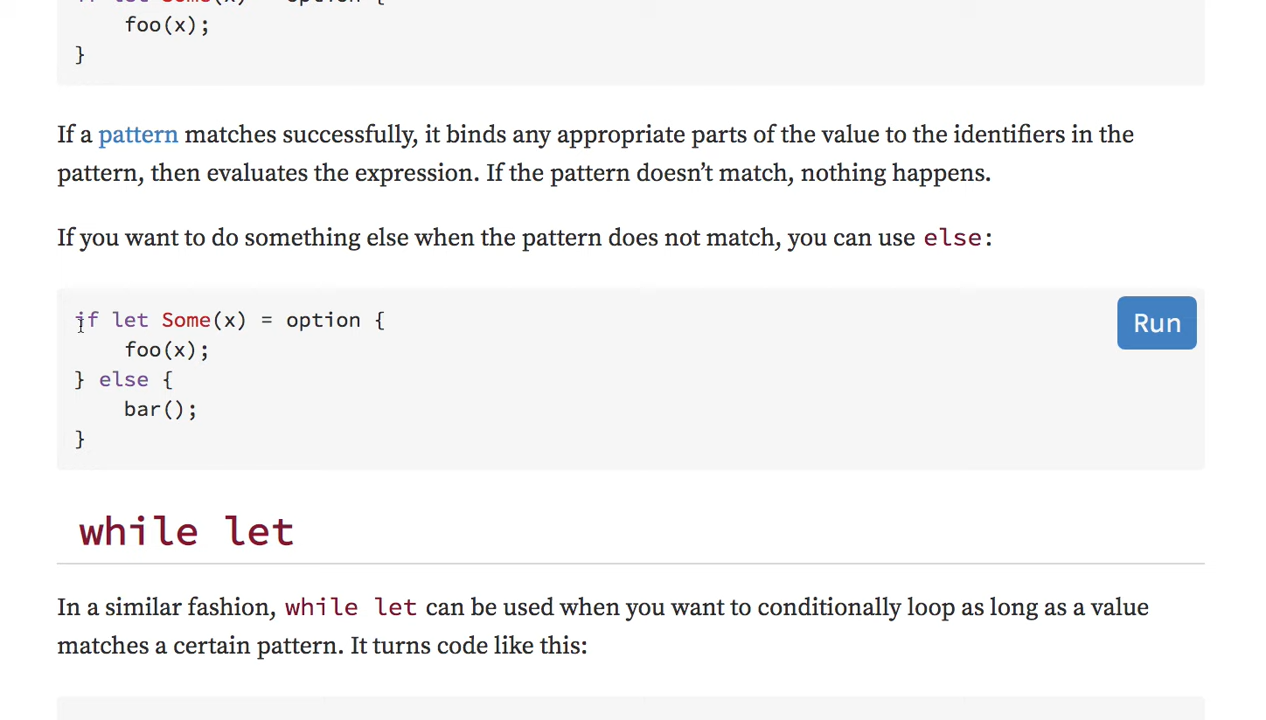 if let Some(x) = option {
    foo(x);
}
If a pattern matches successfully, it binds any appropriate parts of the value to the identifiers in the
pattern, then evaluates the expression. If the pattern doesn’t match, nothing happens.
If you want to do something else when the pattern does not match, you can use else:
if let Some(x) = option {
    foo(x);
} else {
    bar();
}
Run
while let
In a similar fashion, while let can be used when you want to conditionally loop as long as a value
matches a certain pattern. It turns code like this: